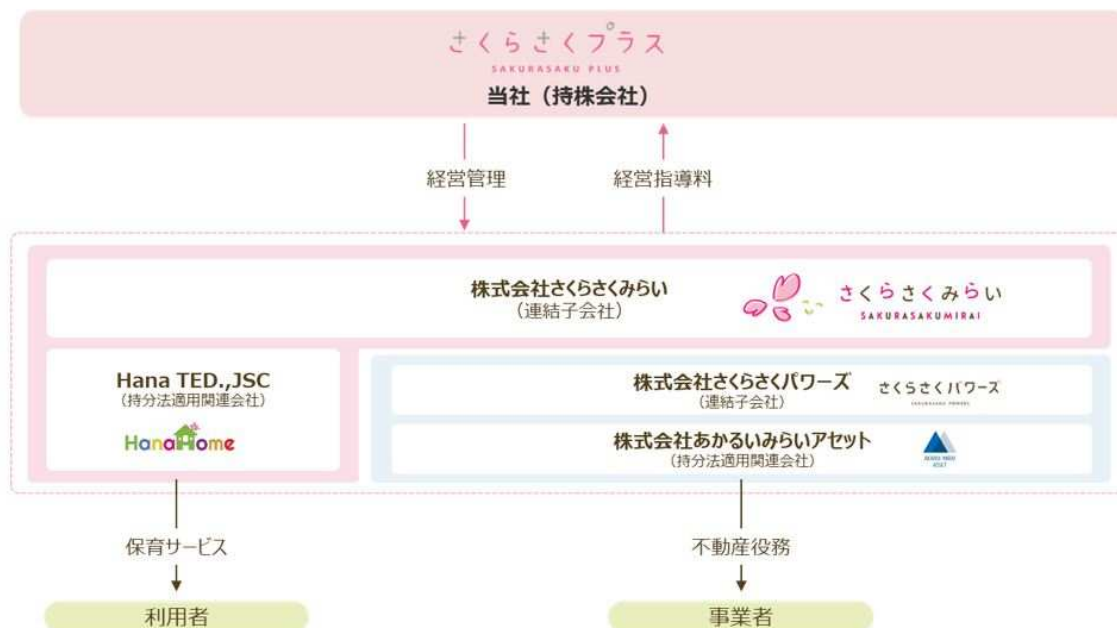 さくらさくプラス
SAKURASAKU PLUS
当社（持株会社）
経営管理
経営指導料
株式会社さくらさくみらい
（連結子会社）
さくらさくみらい
SAKURASAKUMIRAI
Hana TED.,JSC
（持分法適用関連会社）
HanaHome
株式会社さくらさくパワーズ
（連結子会社）
さくらさくパワーズ
SAKURASAKU POWERS
株式会社あかるいみらいアセット
（持分法適用関連会社）
AKARUI MIRAI
ASSET
保育サービス
不動産役務
利用者
事業者